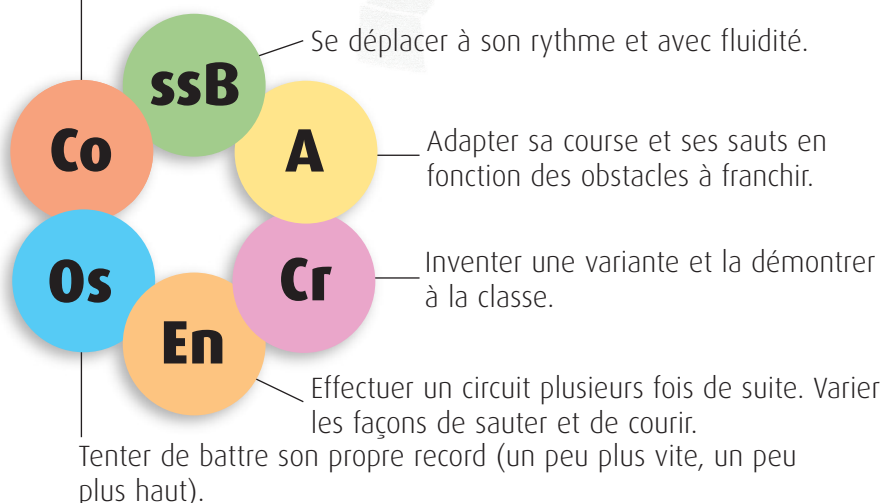 ssB
Se déplacer à son rythme et avec fluidité.
Co
A
Adapter sa course et ses sauts en
fonction des obstacles à franchir.
Os
Cr
Inventer une variante et la démontrer
à la classe.
En
Effectuer un circuit plusieurs fois de suite. Varier
les façons de sauter et de courir.
Tenter de battre son propre record (un peu plus vite, un peu
plus haut).